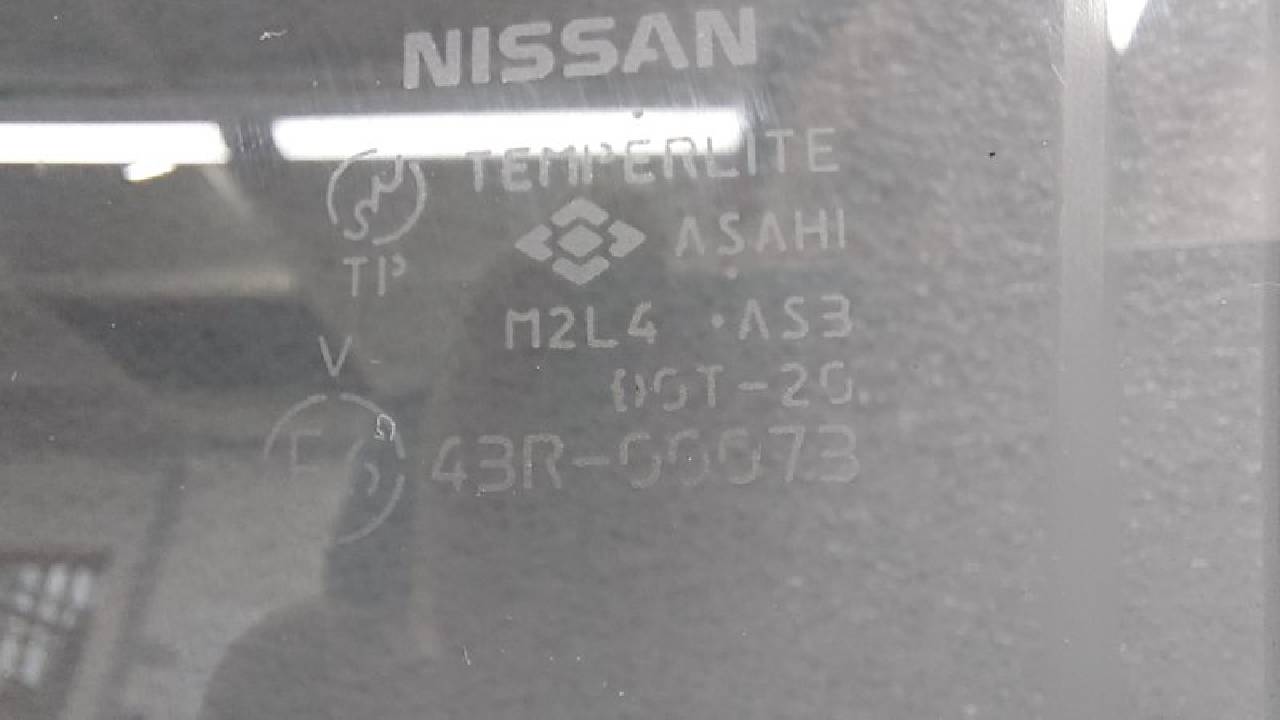 NISSAN
TEMPERLITE
TP
ASAHI
M2L4 · AS3
V -
DOT-20
43R-00073